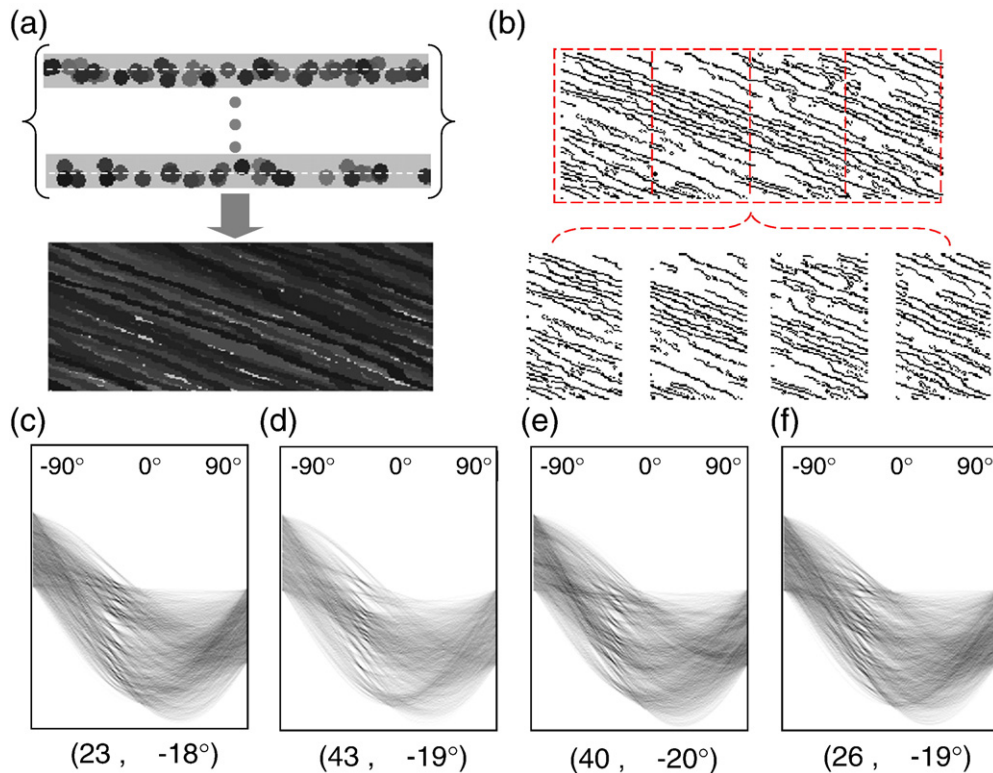 (a)
(b)
(c) (d) (e) (f)
-90° 0° 90° -90° 0° 90° -90° 0° 90° -90° 0° 90°
(23 , -18°) (43 , -19°) (40 , -20°) (26 , -19°)